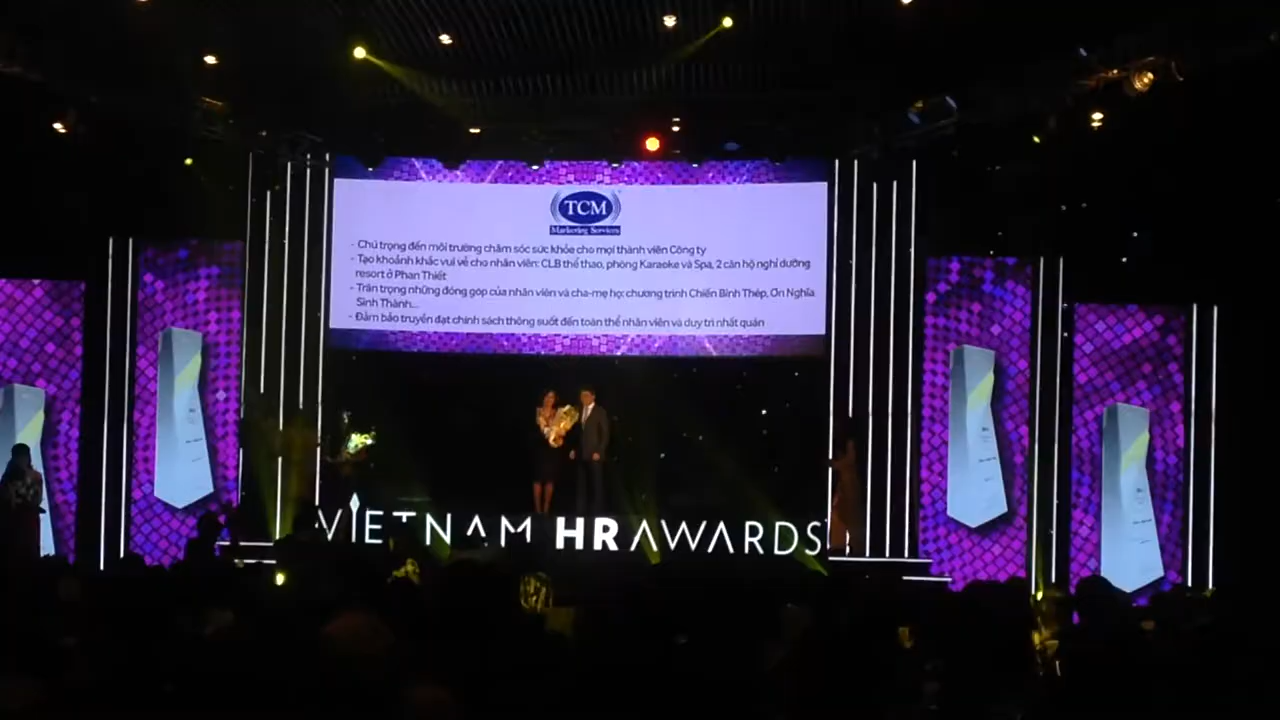 TCM
Marketing Services
- Chú trọng đến môi trường chăm sóc sức khỏe cho mọi thành viên Công ty
- Tạo khoảnh khắc vui vẻ cho nhân viên: CLB thể thao, phòng Karaoke và Spa, 2 căn hộ nghỉ dưỡng
resort ở Phan Thiết
- Trân trọng những đóng góp của nhân viên và cha-mẹ họ: chương trình Chiến Binh Thép, Ơn Nghĩa
Sinh Thành...
- Đảm bảo truyền đạt chính sách thông suốt đến toàn thể nhân viên và duy trì nhất quán
VIETNAM HR AWARDS